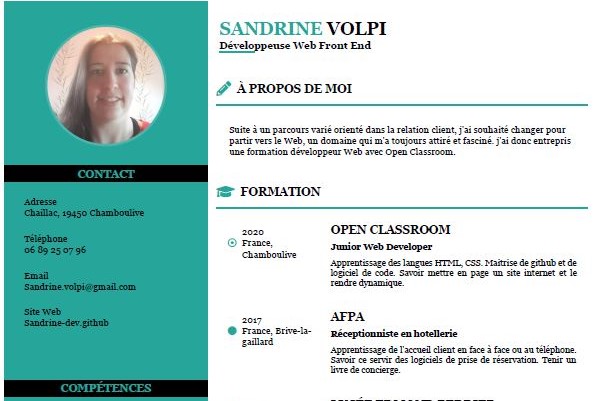 SANDRINE VOLPI
Développeuse Web Front End
À PROPOS DE MOI
Suite à un parcours varié orienté dans la relation client, j'ai souhaité changer pour
partir vers le Web, un domaine qui m'a toujours attiré et fasciné. j'ai donc entrepris
une formation développeur Web avec Open Classroom.
CONTACT
Adresse
Chaillac, 19450 Chamboulive
Téléphone
06 89 25 07 96
Email
Sandrine.volpi@gmail.com
Site Web
Sandrine-dev.github
COMPÉTENCES
FORMATION
2020
France,
Chamboulive
OPEN CLASSROOM
Junior Web Developer
Apprentissage des langues HTML, CSS. Maitrise de github et de
logiciel de code. Savoir mettre en page un site internet et le
rendre dynamique.
2017
France, Brive-la-
gaillard
AFPA
Réceptionniste en hotellerie
Apprentissage de l'accueil client en face à face ou au téléphone.
Savoir ce servir des logiciels de prise de réservation. Tenir un
livre de concierge.